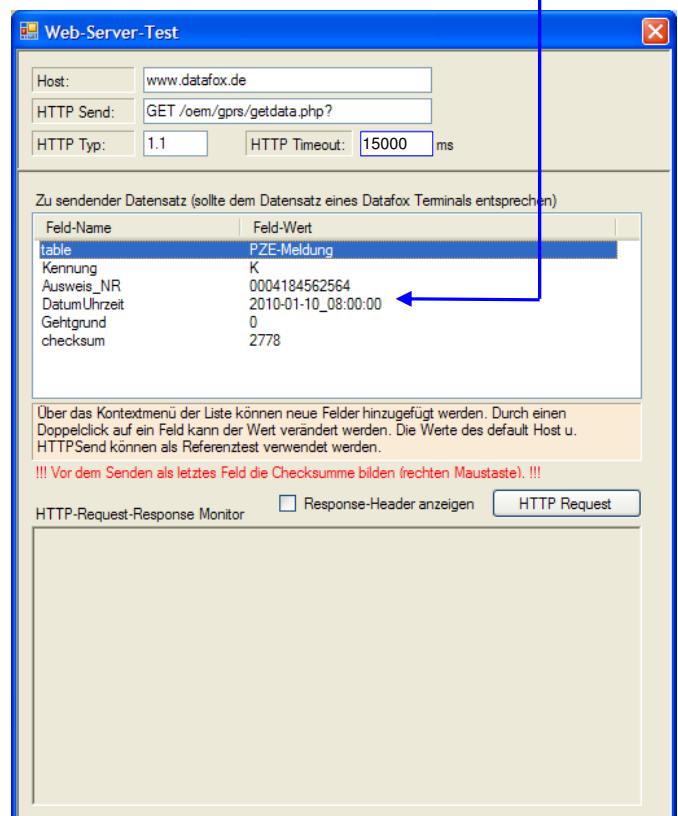 Web-Server-Test
Host: www.datafox.de
HTTP Send: GET /oem/gprs/getdata.php?
HTTP Typ: 1.1 HTTP Timeout: 15000 ms
Zu sendender Datensatz (sollte dem Datensatz eines Datafox Terminals entsprechen)
Feld-Name Feld-Wert
table PZE-Meldung
Kennung K
Ausweis_NR 0004184562564
DatumUhrzeit 2010-01-10_08:00:00
Gehtgrund 0
checksum 2778
Über das Kontextmenü der Liste können neue Felder hinzugefügt werden. Durch einen
Doppelclick auf ein Feld kann der Wert verändert werden. Die Werte des default Host u.
HTTPSend können als Referenztest verwendet werden.
!!! Vor dem Senden als letztes Feld die Checksumme bilden (rechten Maustaste). !!!
HTTP-Request-Response Monitor Response-Header anzeigen HTTP Request